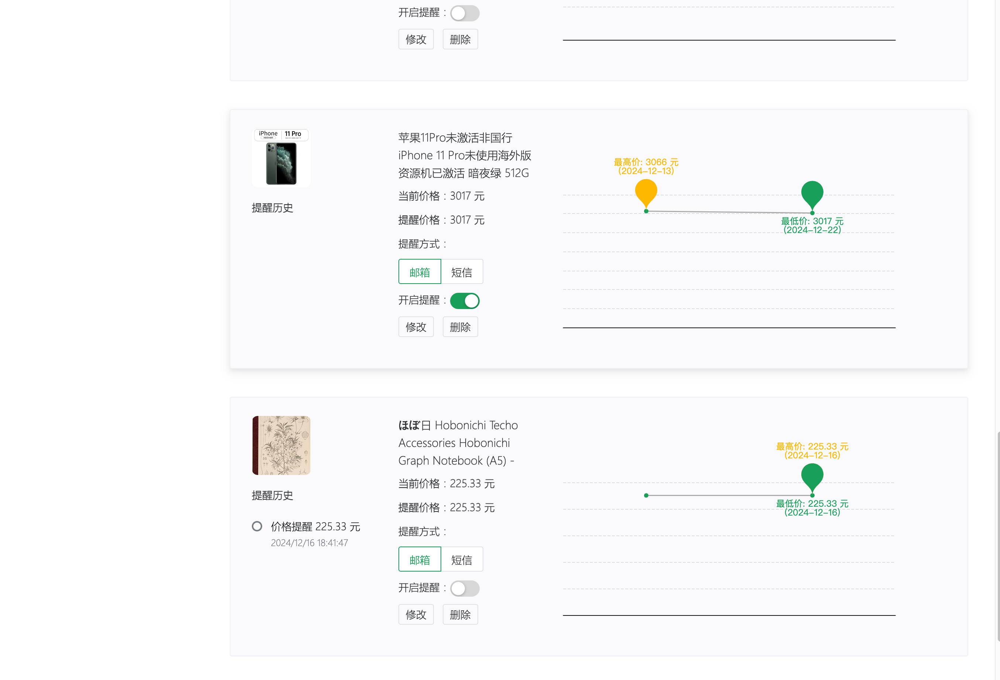 开启提醒：
修改 删除
iPhone 11 Pro
苹果11Pro未激活非国行
iPhone 11 Pro未使用海外版
资源机已激活 暗夜绿 512G
提醒历史
当前价格：3017 元
提醒价格：3017 元
提醒方式：
邮箱 短信
开启提醒：
修改 删除
最高价: 3066 元
(2024-12-13)
最低价: 3017 元
(2024-12-22)
ほぼ日 Hobonichi Techo
Accessories Hobonichi
Graph Notebook (A5) -
提醒历史
价格提醒 225.33 元
2024/12/16 18:41:47
当前价格：225.33 元
提醒价格：225.33 元
提醒方式：
邮箱 短信
开启提醒：
修改 删除
最高价: 225.33 元
(2024-12-16)
最低价: 225.33 元
(2024-12-16)